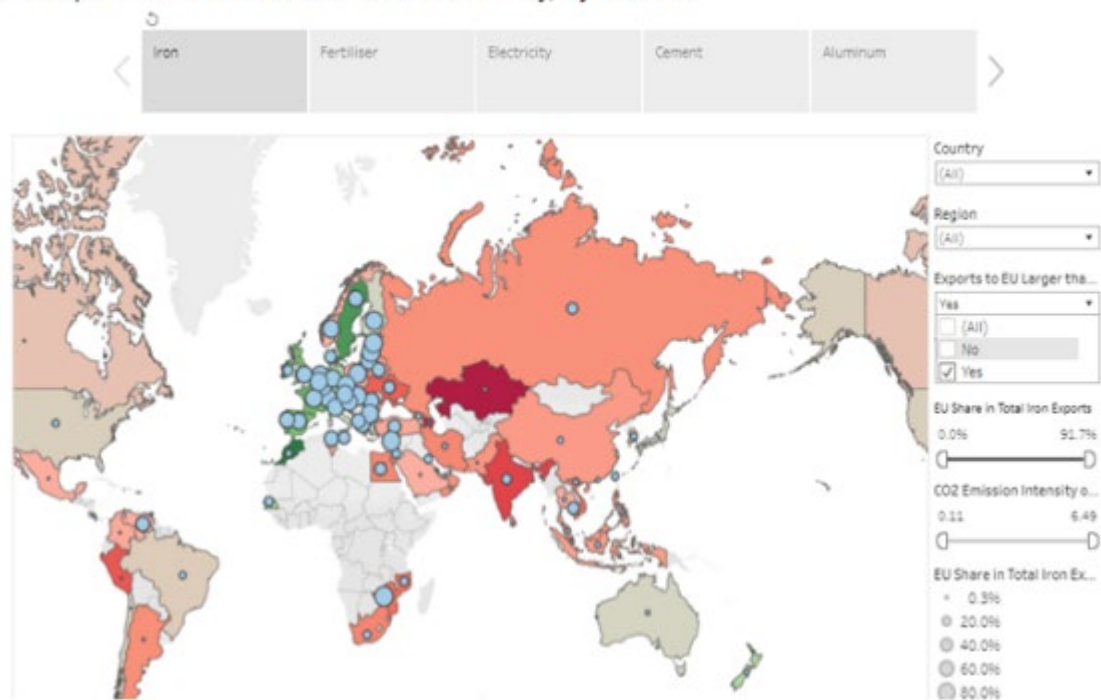 Iron
Fertiliser
Electricity
Cement
Aluminum
Country
(All)
Region
(All)
Exports to EU Larger tha...
Yes
(All)
No
Yes
EU Share in Total Iron Exports
0.0% 91.7%
CO2 Emission Intensity o...
0.11 6.49
EU Share in Total Iron Ex...
0.3%
20.0%
40.0%
60.0%
80.0%